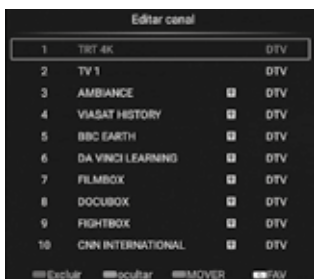 Editar canal
1 TRT 4K DTV
2 TV 1 DTV
3 AMBIANCE DTV
4 VIASAT HISTORY DTV
5 BBC EARTH DTV
6 DA VINCI LEARNING DTV
7 FILMBOX DTV
8 DOCUBOX DTV
9 FIGHTBOX DTV
10 CNN INTERNATIONAL DTV
Excluir ocultar MOVER FAV